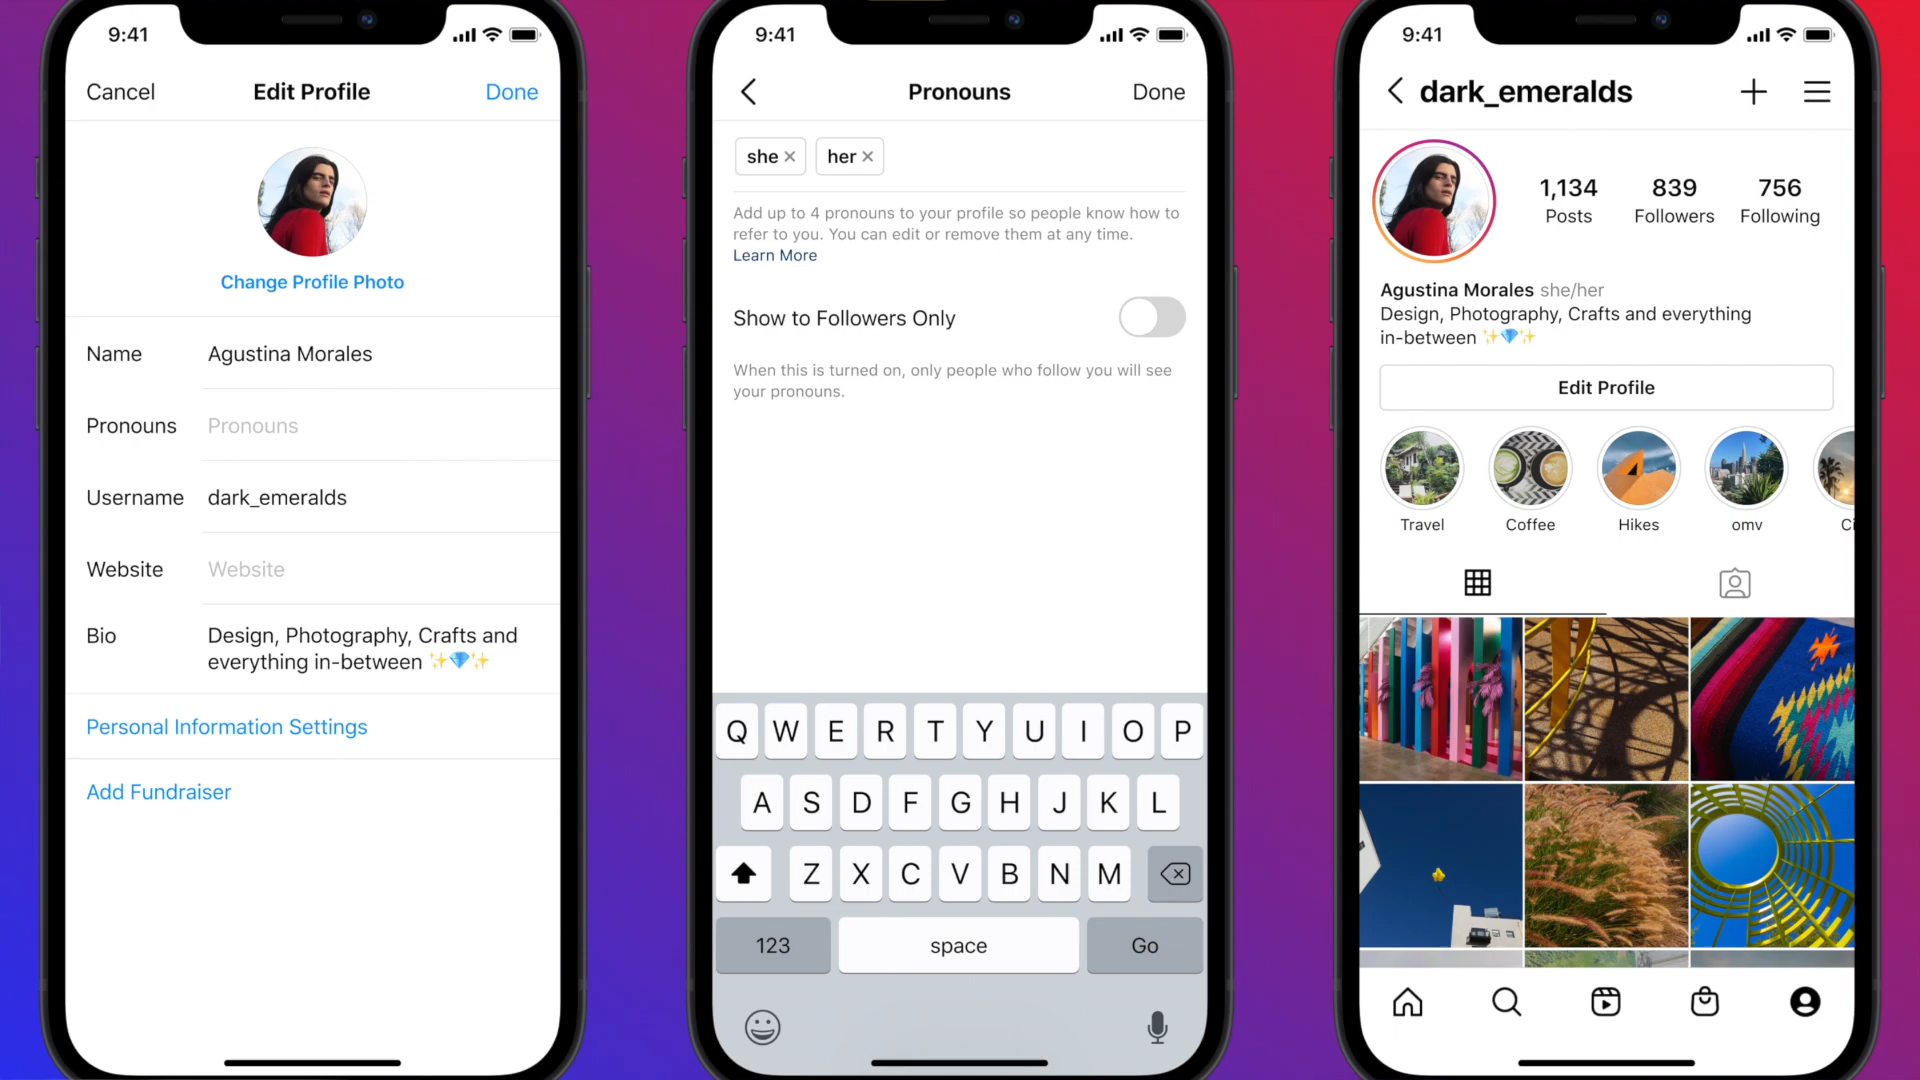 9:41
Cancel
Edit Profile
Done
Change Profile Photo
Name
Agustina Morales
Pronouns
Pronouns
Username
dark_emeralds
Website
Website
Bio
Design, Photography, Crafts and
everything in-between ✨💎✨
Personal Information Settings
Add Fundraiser
9:41
Pronouns
Done
she ×
her ×
Add up to 4 pronouns to your profile so people know how to
refer to you. You can edit or remove them at any time.
Learn More
Show to Followers Only
When this is turned on, only people who follow you will see
your pronouns.
Q W E R T Y U I O P
A S D F G H J K L
Z X C V B N M
123
space
Go
9:41
dark_emeralds
1,134
839
756
Posts
Followers
Following
Agustina Morales she/her
Design, Photography, Crafts and everything
in-between ✨💎✨
Edit Profile
Travel
Coffee
Hikes
omv
Ci